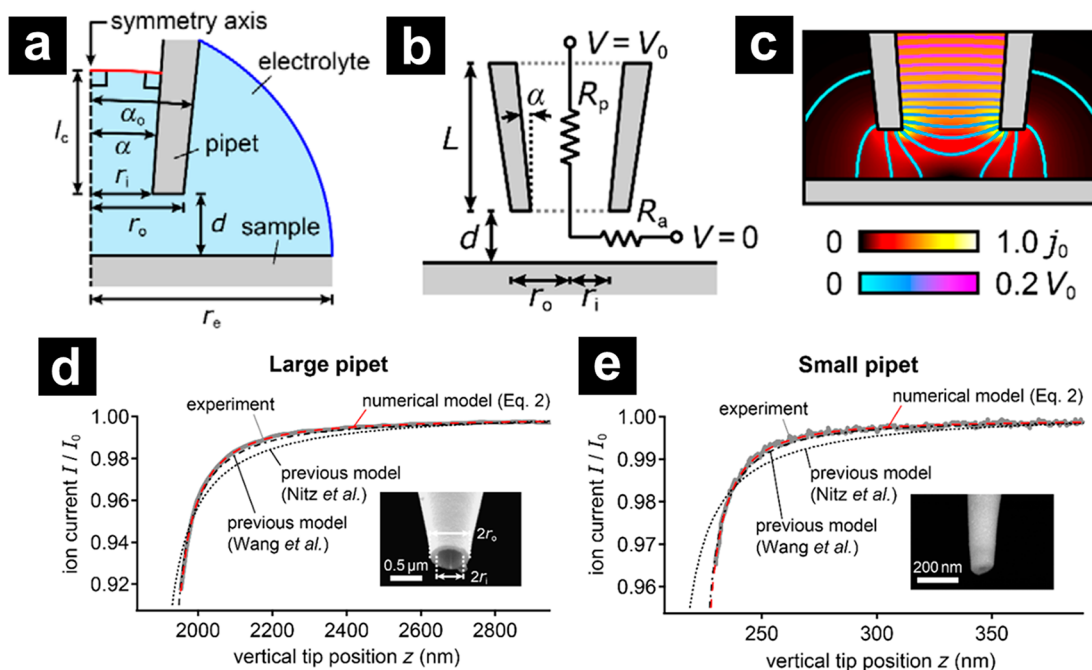 a
symmetry axis
electrolyte
l_c
α_o
α
pipet
r_i
r_o
d
sample
r_e
b
V = V_0
α
R_p
L
R_a
d
V = 0
r_o
r_i
c
0 1.0 j_0
0 0.2 V_0
d
Large pipet
experiment
numerical model (Eq. 2)
previous model
(Nitz et al.)
previous model
(Wang et al.)
2r_o
0.5 µm
2r_i
ion current I / I_0
1.00
0.98
0.96
0.94
0.92
2000 2200 2400 2600 2800
vertical tip position z (nm)
e
Small pipet
numerical model (Eq. 2)
experiment
previous model
(Nitz et al.)
previous model
(Wang et al.)
200 nm
ion current I / I_0
1.00
0.99
0.98
0.97
0.96
250 300 350
vertical tip position z (nm)